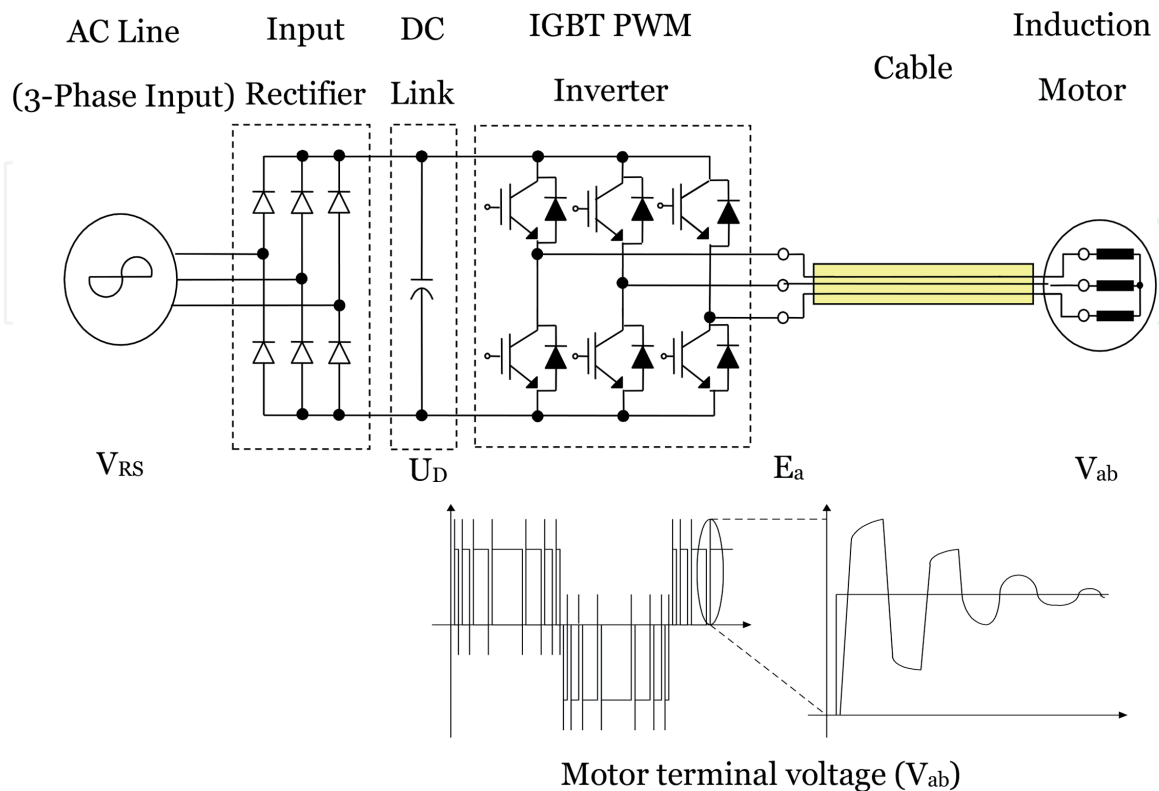 AC Line
(3-Phase Input)
Input
Rectifier
DC
Link
IGBT PWM
Inverter
Cable
Induction
Motor
VRS
UD
Ea
Vab
Motor terminal voltage (Vab)